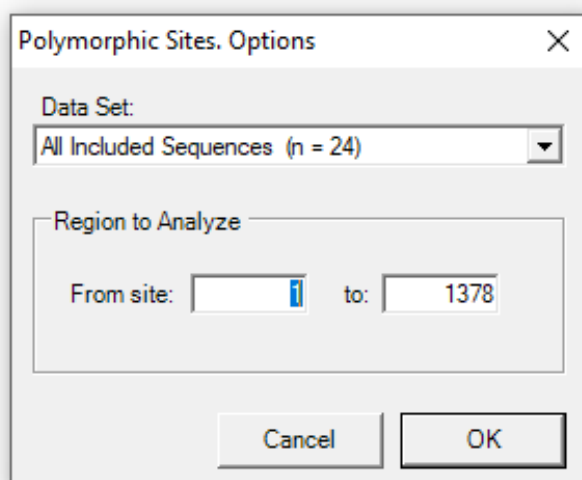 Polymorphic Sites. Options
Data Set:
All Included Sequences (n = 24)
Region to Analyze
From site: 1 to: 1378
Cancel OK